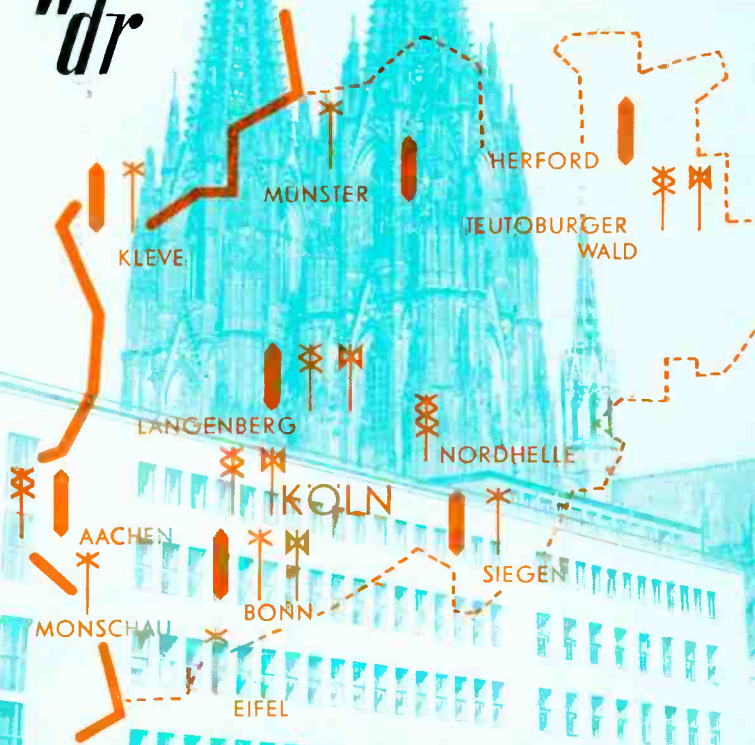 dr
HERFORD
MÜNSTER
TEUTOBURGER
WALD
KLEVE
LANGENBERG
NORDHELLE
KÖLN
AACHEN
SIEGEN
BONN
MONSCHAU
EIFEL